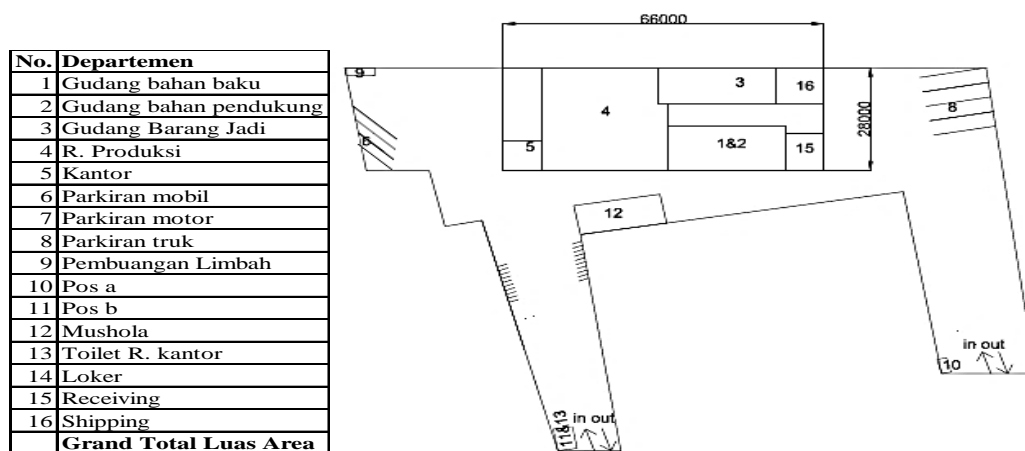 No. Departemen
1 Gudang bahan baku
2 Gudang bahan pendukung
3 Gudang Barang Jadi
4 R. Produksi
5 Kantor
6 Parkiran mobil
7 Parkiran motor
8 Parkiran truk
9 Pembuangan Limbah
10 Pos a
11 Pos b
12 Mushola
13 Toilet R. kantor
14 Loker
15 Receiving
16 Shipping
Grand Total Luas Area
66000
9
3
16
8
4
28000
6
5
1&2
15
12
in out
10
11&13
in out